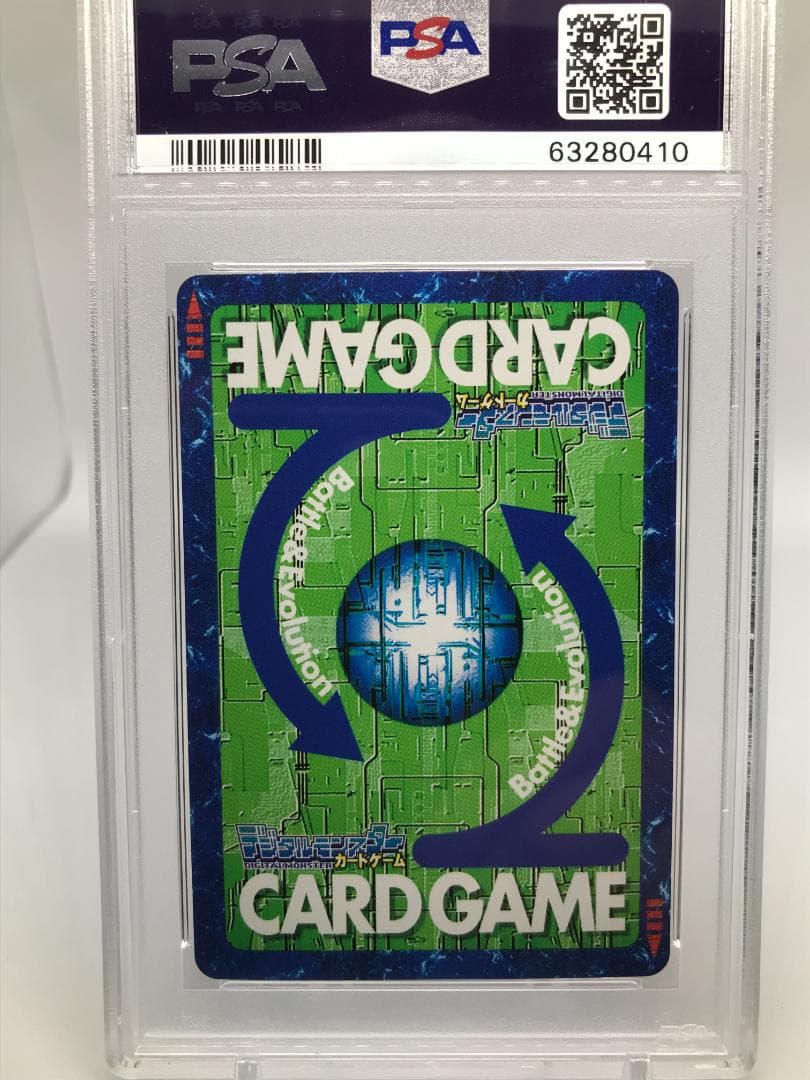 PSA
PSA
63280410
CARD GAME
デジタルモンスター
DIGITAL MONSTER
カードゲーム
Battle&Evolution
Battle&Evolution
デジタルモンスター
DIGITAL MONSTER カードゲーム
CARD GAME